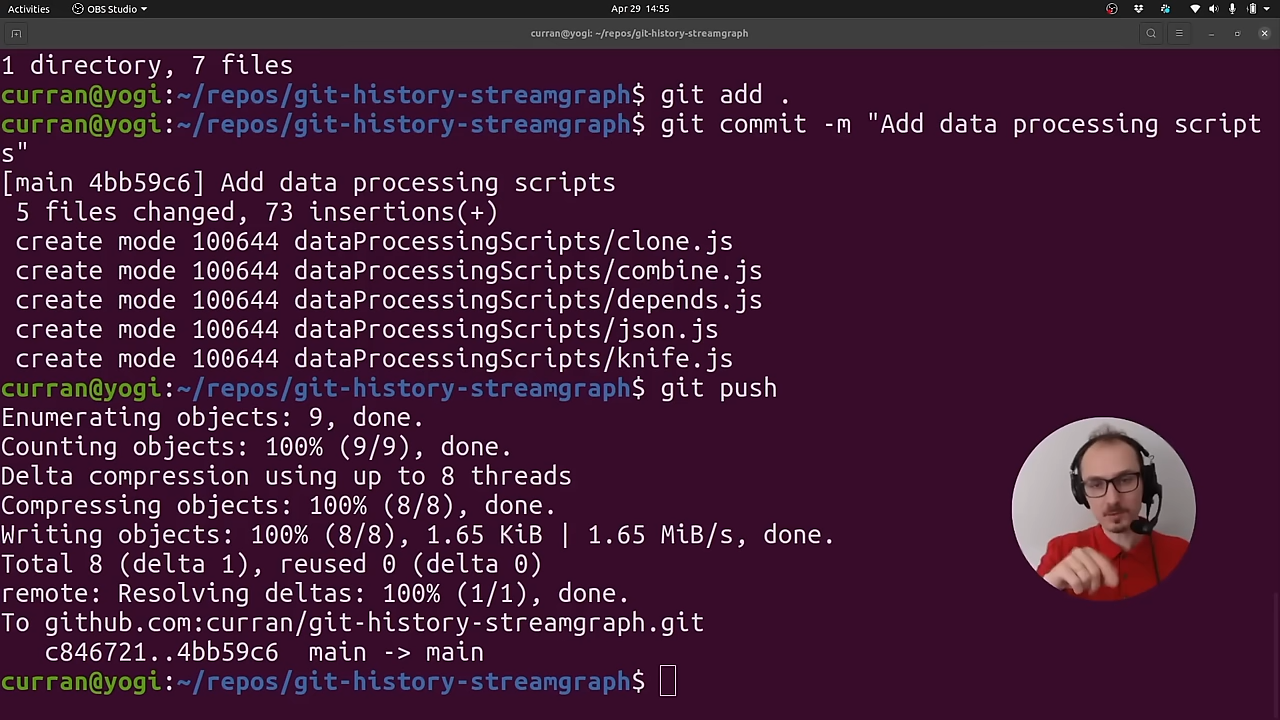 Activities
OBS Studio
Apr 29 14:55
curran@yogi: ~/repos/git-history-streamgraph
1 directory, 7 files
curran@yogi:~/repos/git-history-streamgraph$ git add .
curran@yogi:~/repos/git-history-streamgraph$ git commit -m "Add data processing script
s"
[main 4bb59c6] Add data processing scripts
 5 files changed, 73 insertions(+)
 create mode 100644 dataProcessingScripts/clone.js
 create mode 100644 dataProcessingScripts/combine.js
 create mode 100644 dataProcessingScripts/depends.js
 create mode 100644 dataProcessingScripts/json.js
 create mode 100644 dataProcessingScripts/knife.js
curran@yogi:~/repos/git-history-streamgraph$ git push
Enumerating objects: 9, done.
Counting objects: 100% (9/9), done.
Delta compression using up to 8 threads
Compressing objects: 100% (8/8), done.
Writing objects: 100% (8/8), 1.65 KiB | 1.65 MiB/s, done.
Total 8 (delta 1), reused 0 (delta 0)
remote: Resolving deltas: 100% (1/1), done.
To github.com:curran/git-history-streamgraph.git
   c846721..4bb59c6  main -> main
curran@yogi:~/repos/git-history-streamgraph$